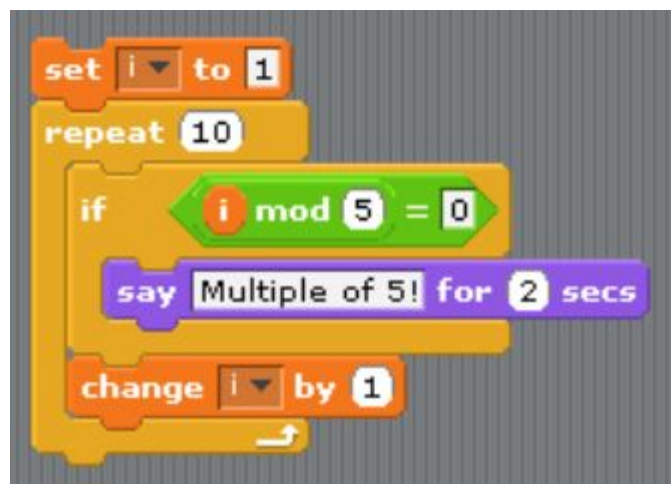 set i to 1
repeat 10
if i mod 5 = 0
say Multiple of 5! for 2 secs
change i by 1